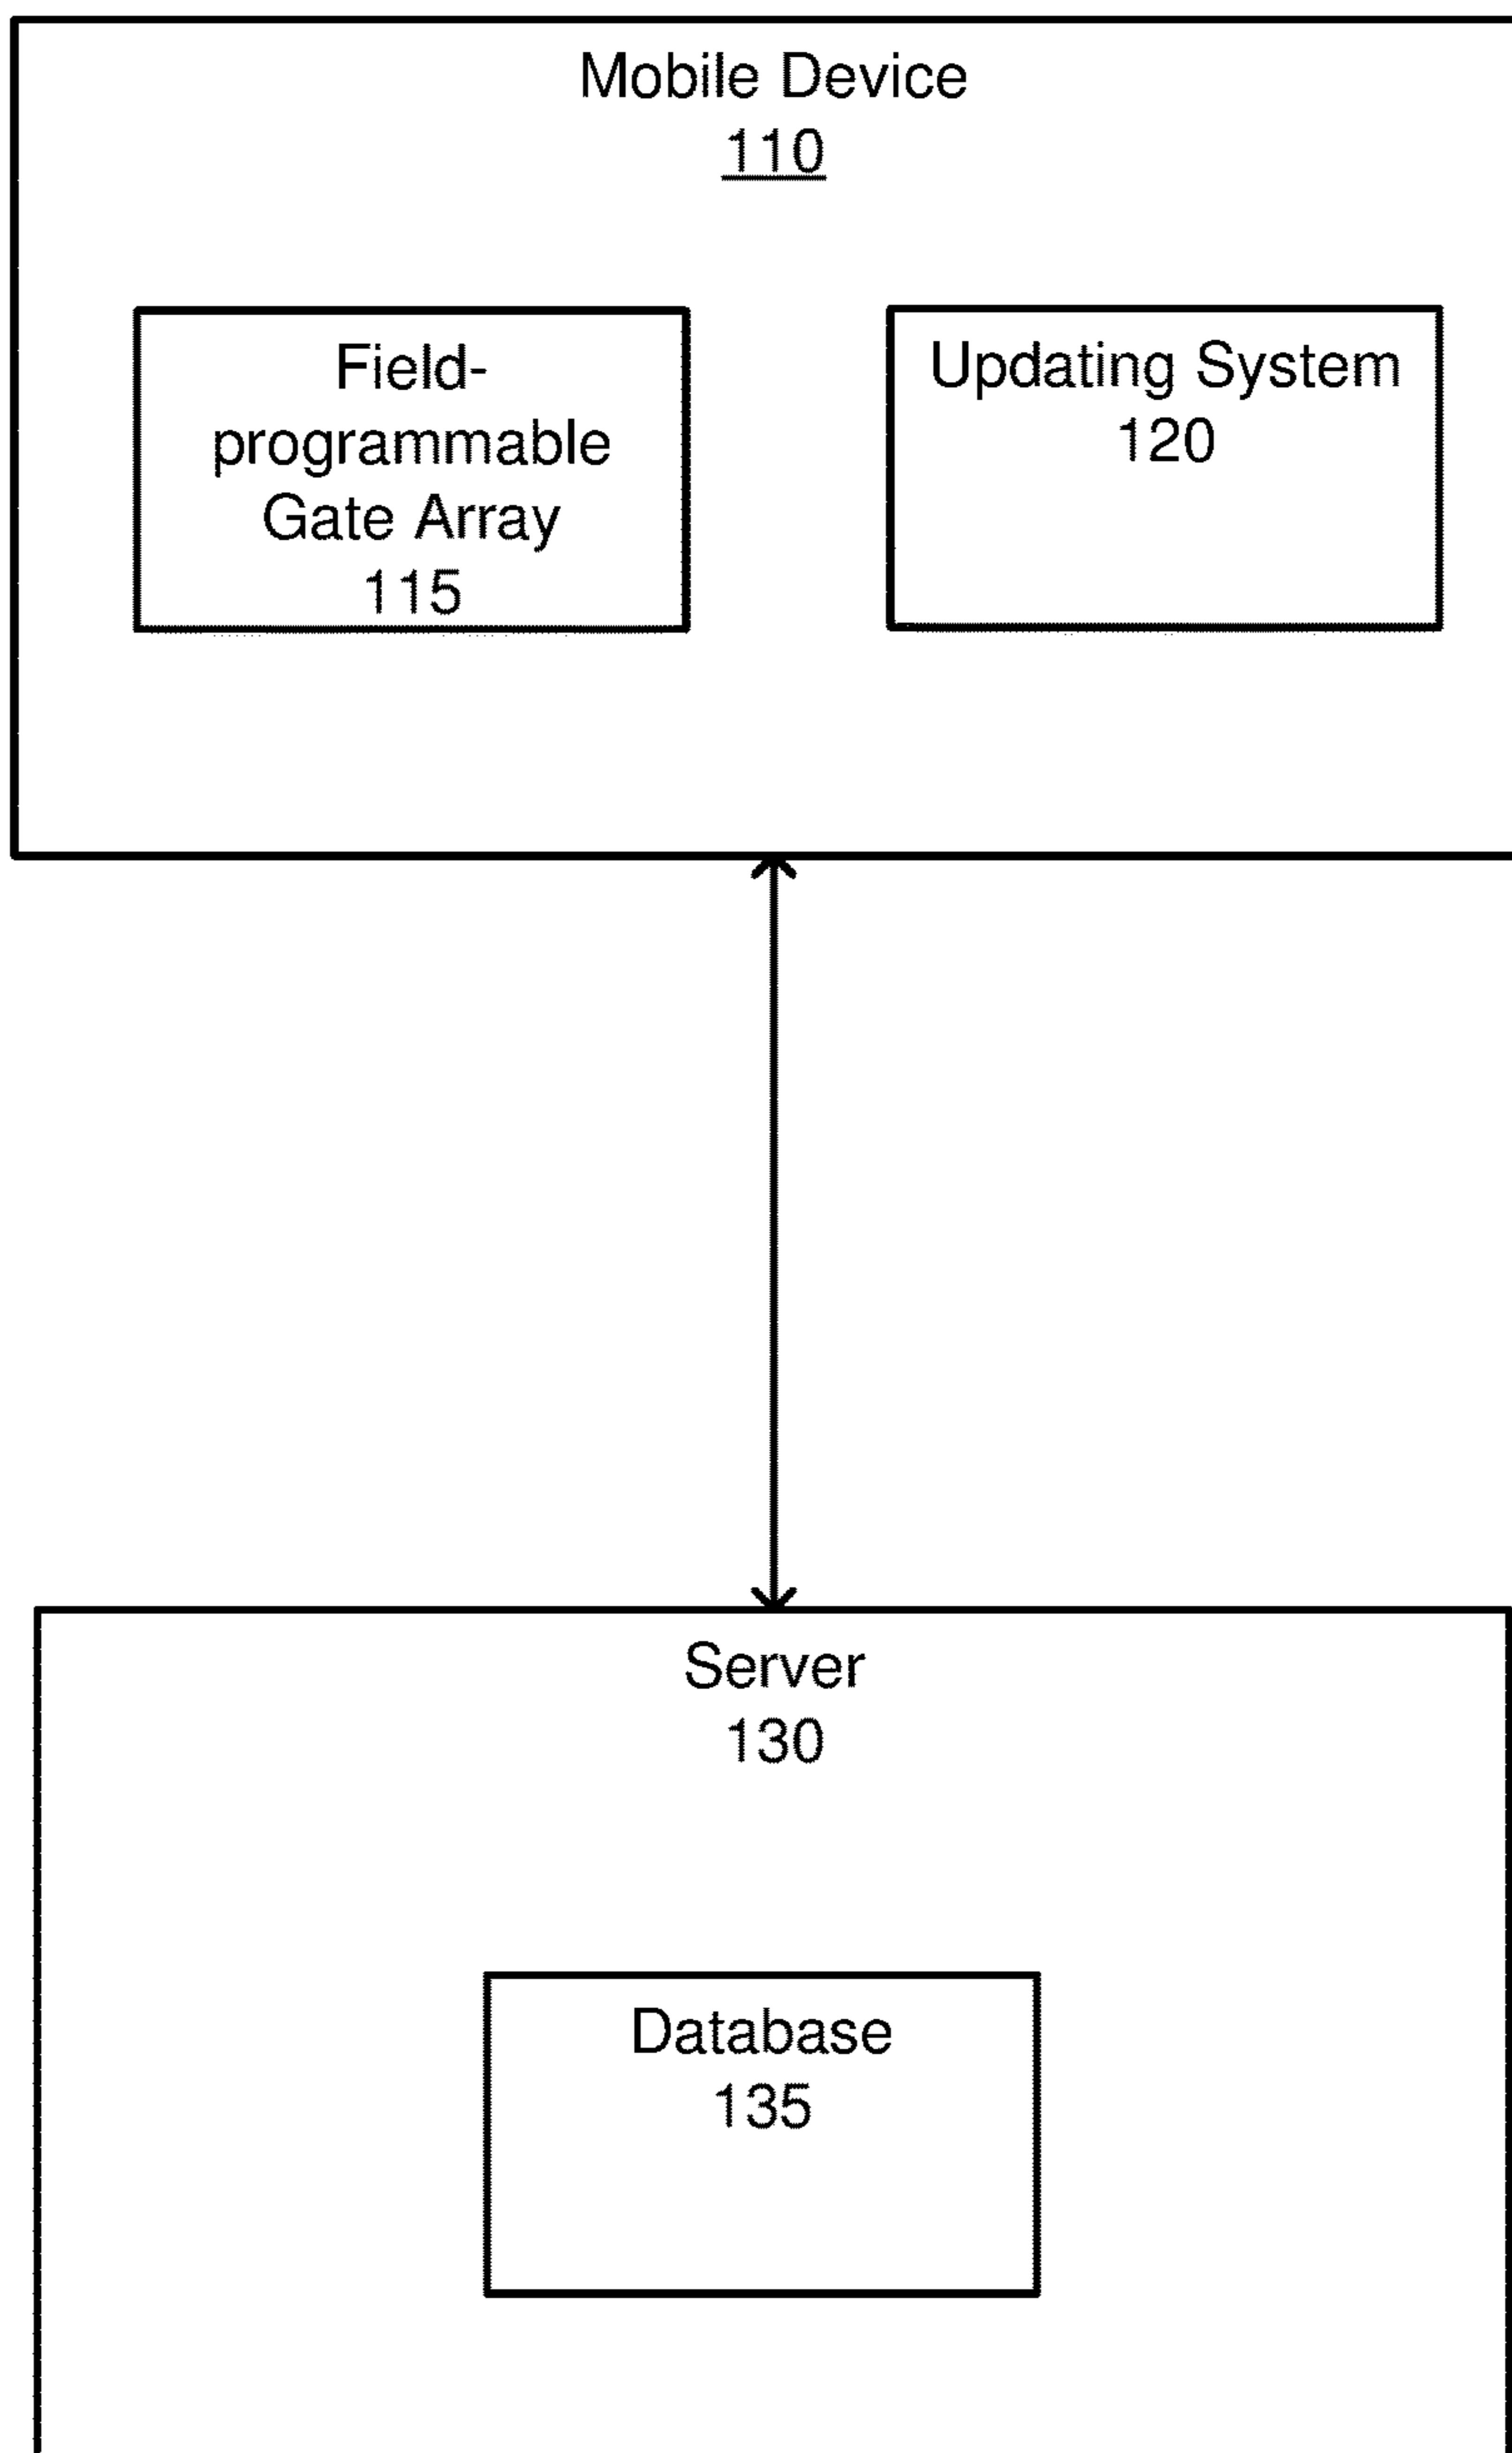 Mobile Device
110
Field-
programmable
Gate Array
115
Updating System
120
Server
130
Database
135